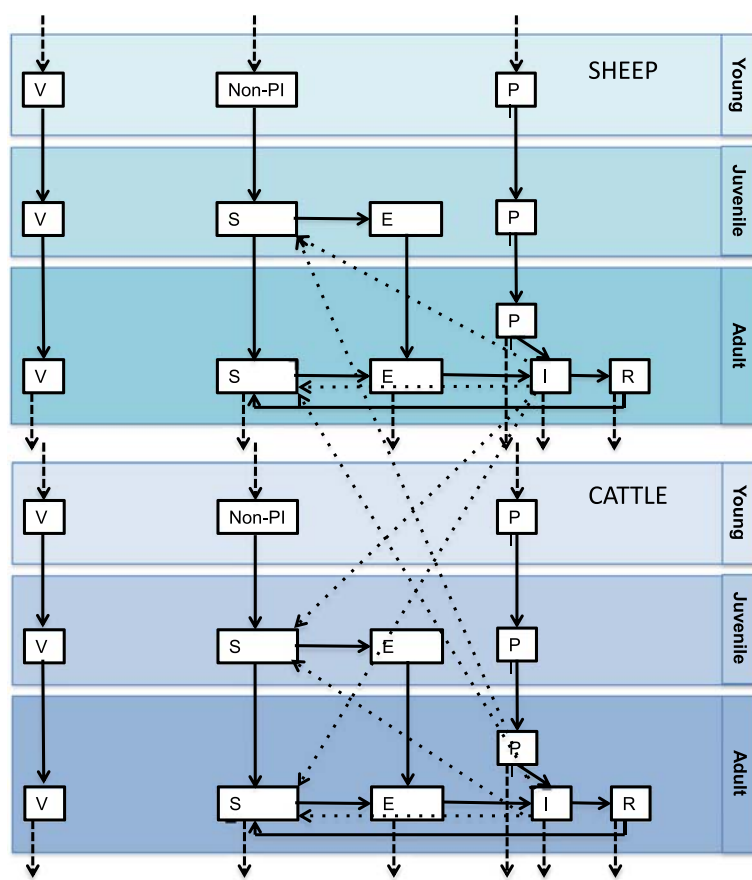 SHEEP
V Non-PI P Young
V S E P Juvenile
P
V S E I R Adult
CATTLE
V Non-PI P Young
V S E P Juvenile
P
V S E I R Adult